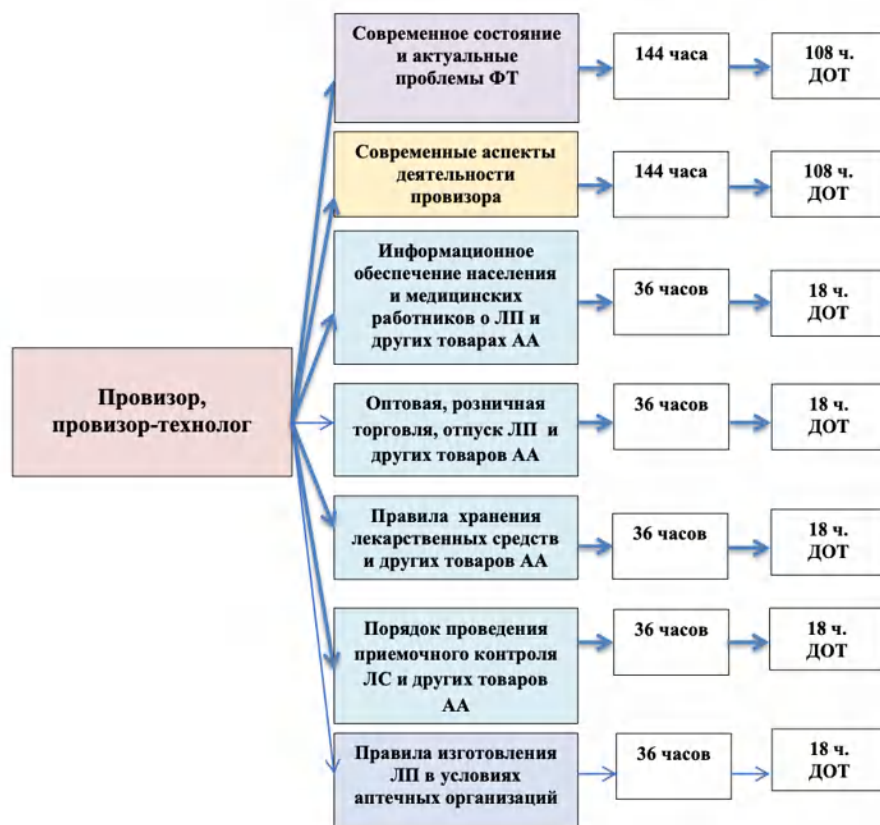 Провизор,
провизор-технолог
Современное состояние
и актуальные
проблемы ФТ
144 часа
108 ч.
ДОТ
Современные аспекты
деятельности
провизора
144 часа
108 ч.
ДОТ
Информационное
обеспечение населения
и медицинских
работников о ЛП и
других товарах АА
36 часов
18 ч.
ДОТ
Оптовая, розничная
торговля, отпуск ЛП и
других товаров АА
36 часов
18 ч.
ДОТ
Правила хранения
лекарственных средств
и других товаров АА
36 часов
18 ч.
ДОТ
Порядок проведения
приемочного контроля
ЛС и других товаров
АА
36 часов
18 ч.
ДОТ
Правила изготовления
ЛП в условиях
аптечных организаций
36 часов
18 ч.
ДОТ